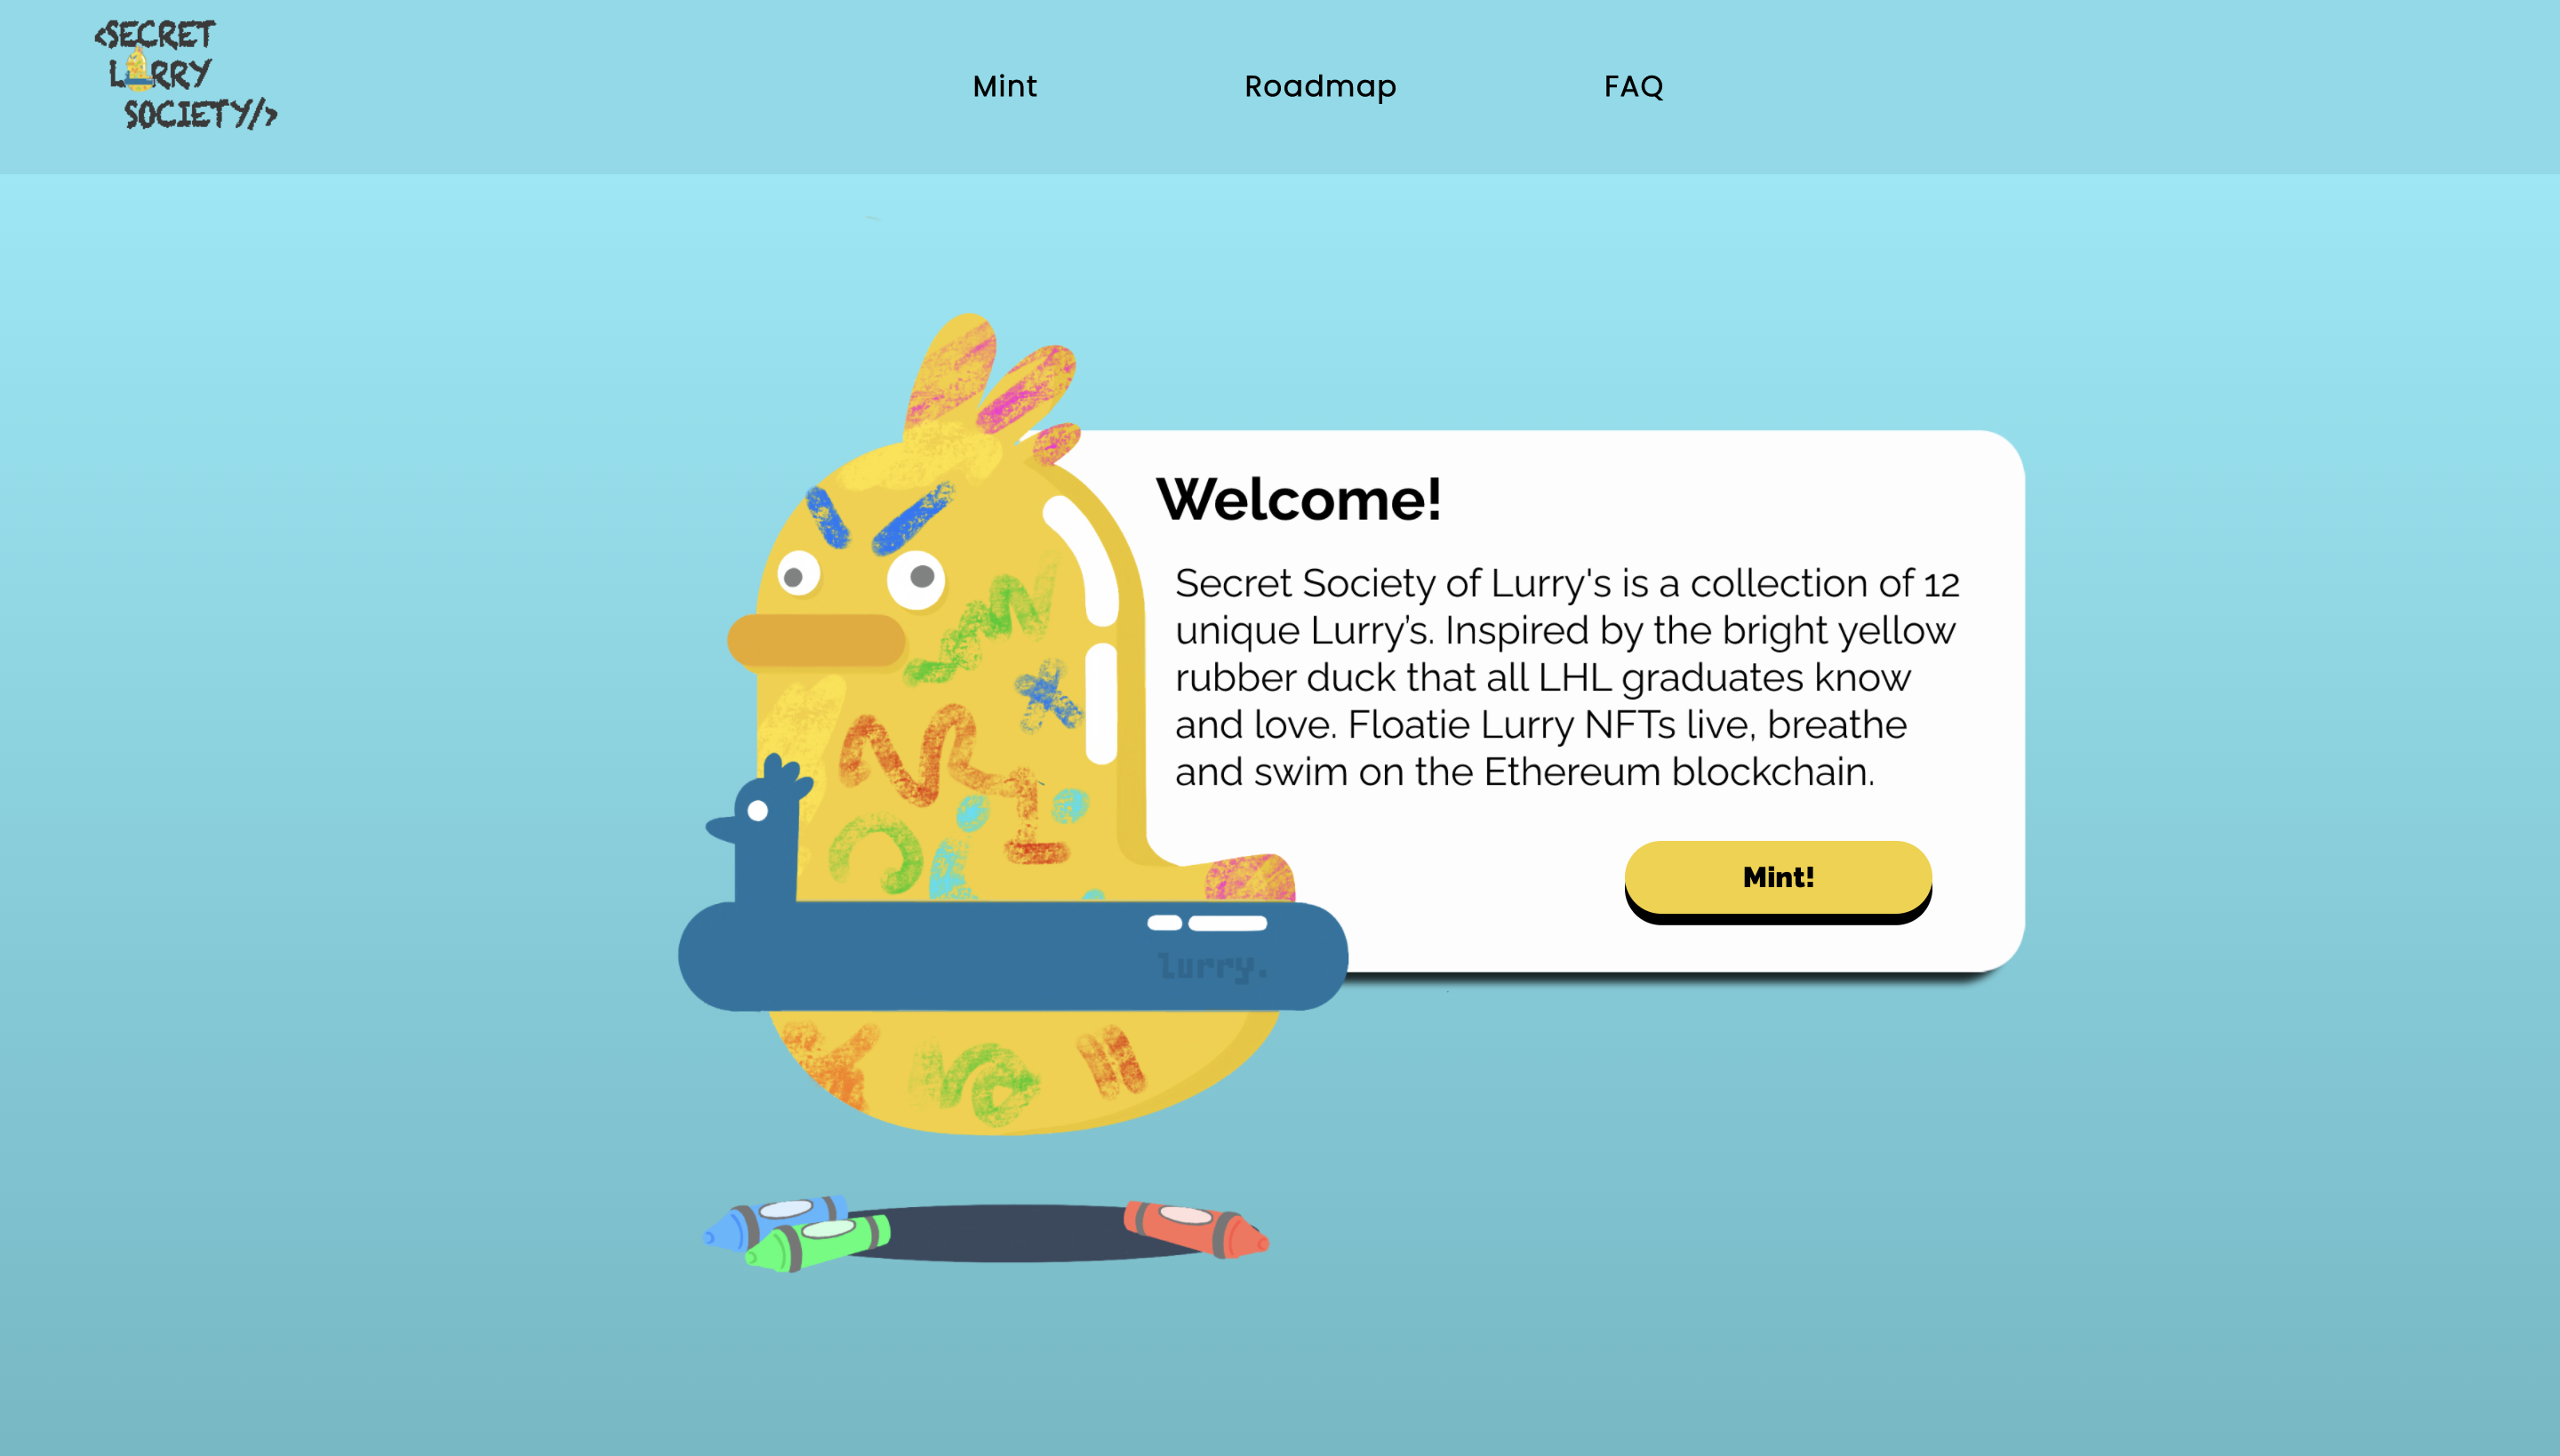 <SECRET
LURRY
SOCIETY/>
Mint
Roadmap
FAQ
Welcome!
Secret Society of Lurry's is a collection of 12
unique Lurry’s. Inspired by the bright yellow
rubber duck that all LHL graduates know
and love. Floatie Lurry NFTs live, breathe
and swim on the Ethereum blockchain.
Mint!
lurry.